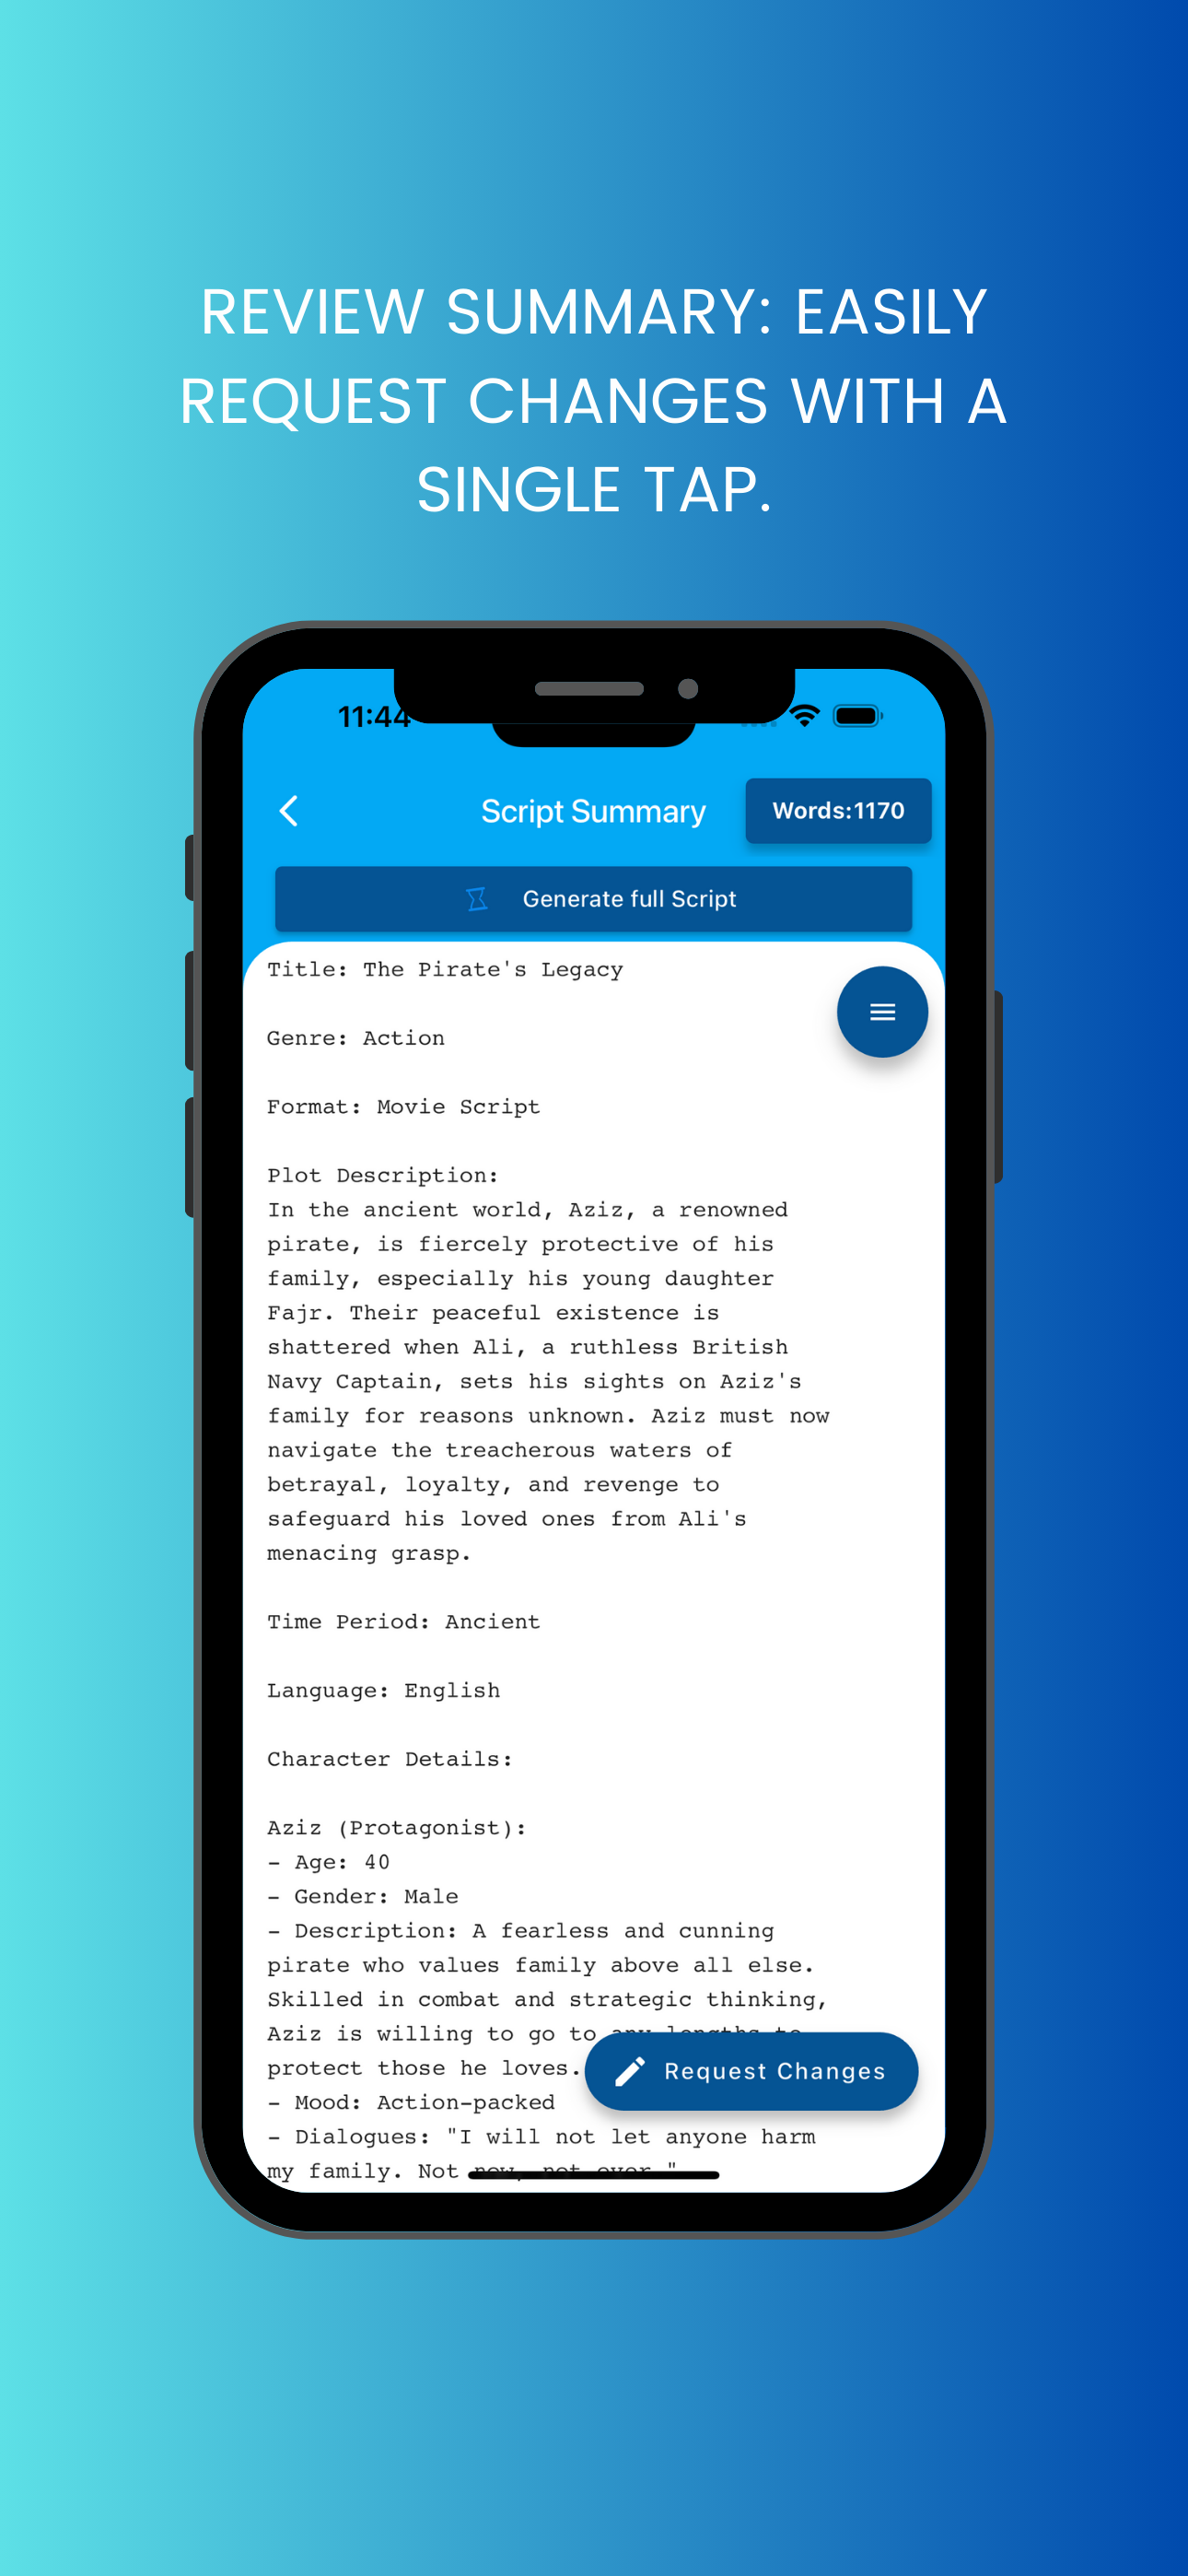 REVIEW SUMMARY: EASILY
REQUEST CHANGES WITH A
SINGLE TAP.
11:44
Script Summary
Words:1170
Generate full Script
Title: The Pirate's Legacy
Genre: Action
Format: Movie Script
Plot Description:
In the ancient world, Aziz, a renowned
pirate, is fiercely protective of his
family, especially his young daughter
Fajr. Their peaceful existence is
shattered when Ali, a ruthless British
Navy Captain, sets his sights on Aziz's
family for reasons unknown. Aziz must now
navigate the treacherous waters of
betrayal, loyalty, and revenge to
safeguard his loved ones from Ali's
menacing grasp.
Time Period: Ancient
Language: English
Character Details:
Aziz (Protagonist):
- Age: 40
- Gender: Male
- Description: A fearless and cunning
pirate who values family above all else.
Skilled in combat and strategic thinking,
Aziz is willing to go to any lengths to
protect those he loves.
Request Changes
- Mood: Action-packed
- Dialogues: "I will not let anyone harm
my family. Not now, not ever."